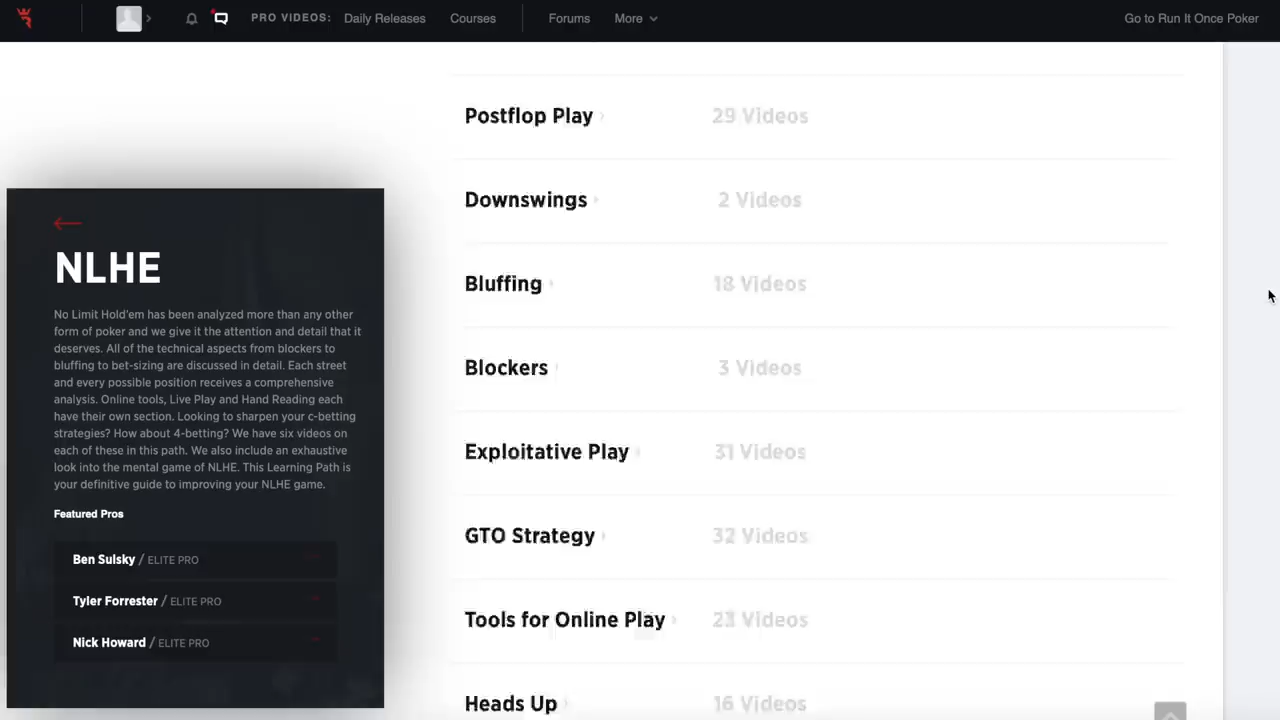 PRO VIDEOS: Daily Releases Courses Forums More Go to Run It Once Poker
Postflop Play 29 Videos
Downswings 2 Videos
Bluffing 18 Videos
Blockers 3 Videos
Exploitative Play 31 Videos
GTO Strategy 32 Videos
Tools for Online Play 23 Videos
Heads Up 16 Videos
NLHE
No Limit Hold'em has been analyzed more than any other
form of poker and we give it the attention and detail that it
deserves. All of the technical aspects from blockers to
bluffing to bet-sizing are discussed in detail. Each street
and every possible position receives a comprehensive
analysis. Online tools, Live Play and Hand Reading each
have their own section. Looking to sharpen your c-betting
strategies? How about 4-betting? We have six videos on
each of these in this path. We also include an exhaustive
look into the mental game of NLHE. This Learning Path is
your definitive guide to improving your NLHE game.
Featured Pros
Ben Sulsky / ELITE PRO
Tyler Forrester / ELITE PRO
Nick Howard / ELITE PRO